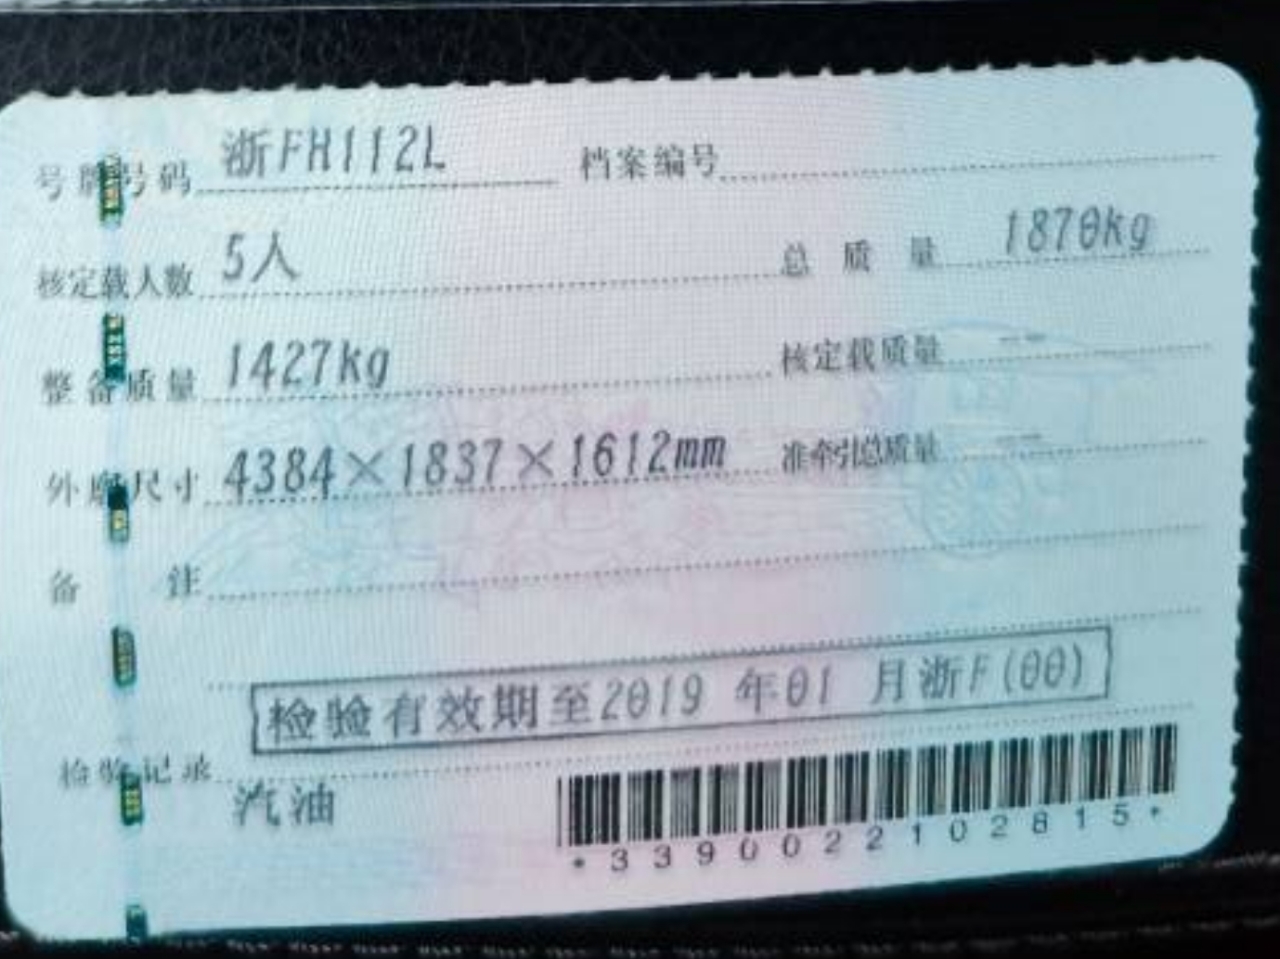 号牌号码 浙FH112L 档案编号
核定载人数 5人 总质量 1870kg
整备质量 1427kg 核定载质量 --
外廓尺寸 4384×1837×1612mm 准牵引总质量 --
备注
检验有效期至2019年01月浙F(00)
检验记录
汽油
*3390022102815*